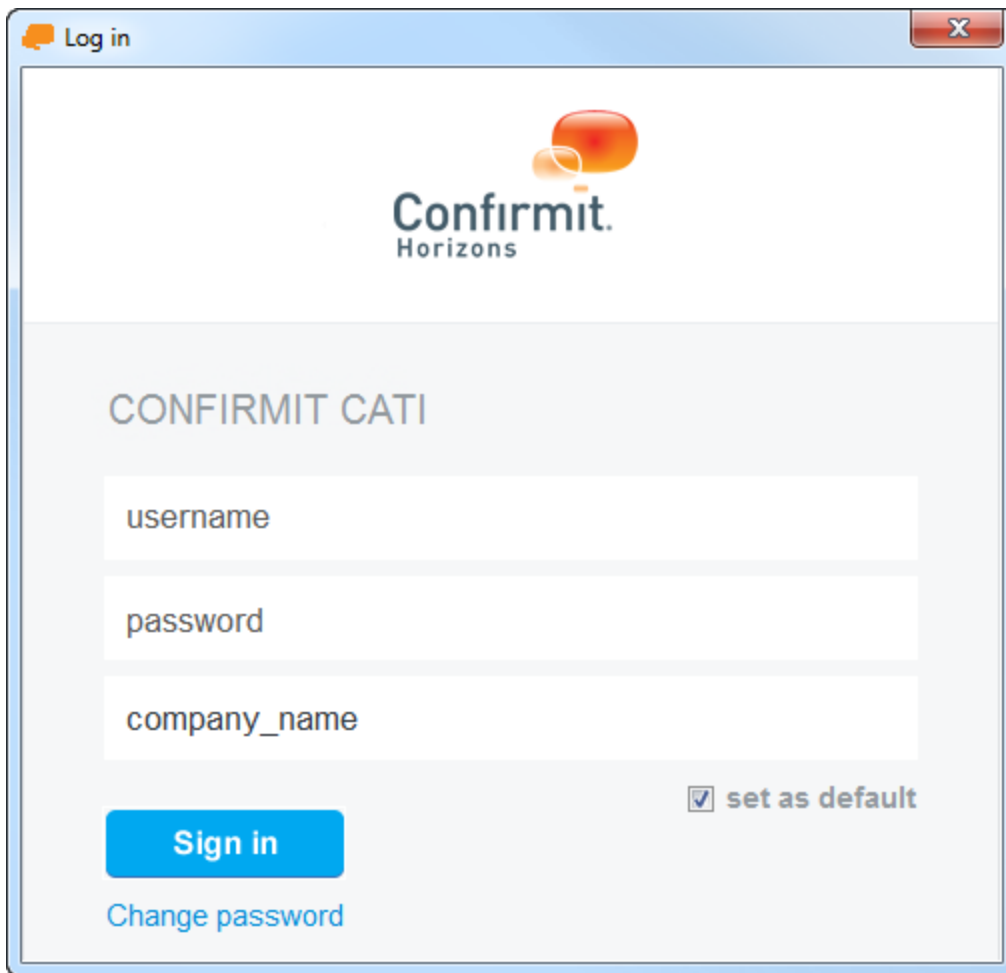 Log in
Confirmit.
Horizons
CONFIRMIT CATI
username
password
company_name
set as default
Sign in
Change password